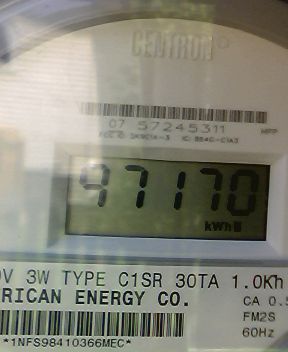 CENTRON
07 57245311
97170
kWh
V 3W TYPE C1SR 30TA 1.0Kh
RICAN ENERGY CO.
CA 0.5
FM2S
60Hz
*1NFS98410366MEC*